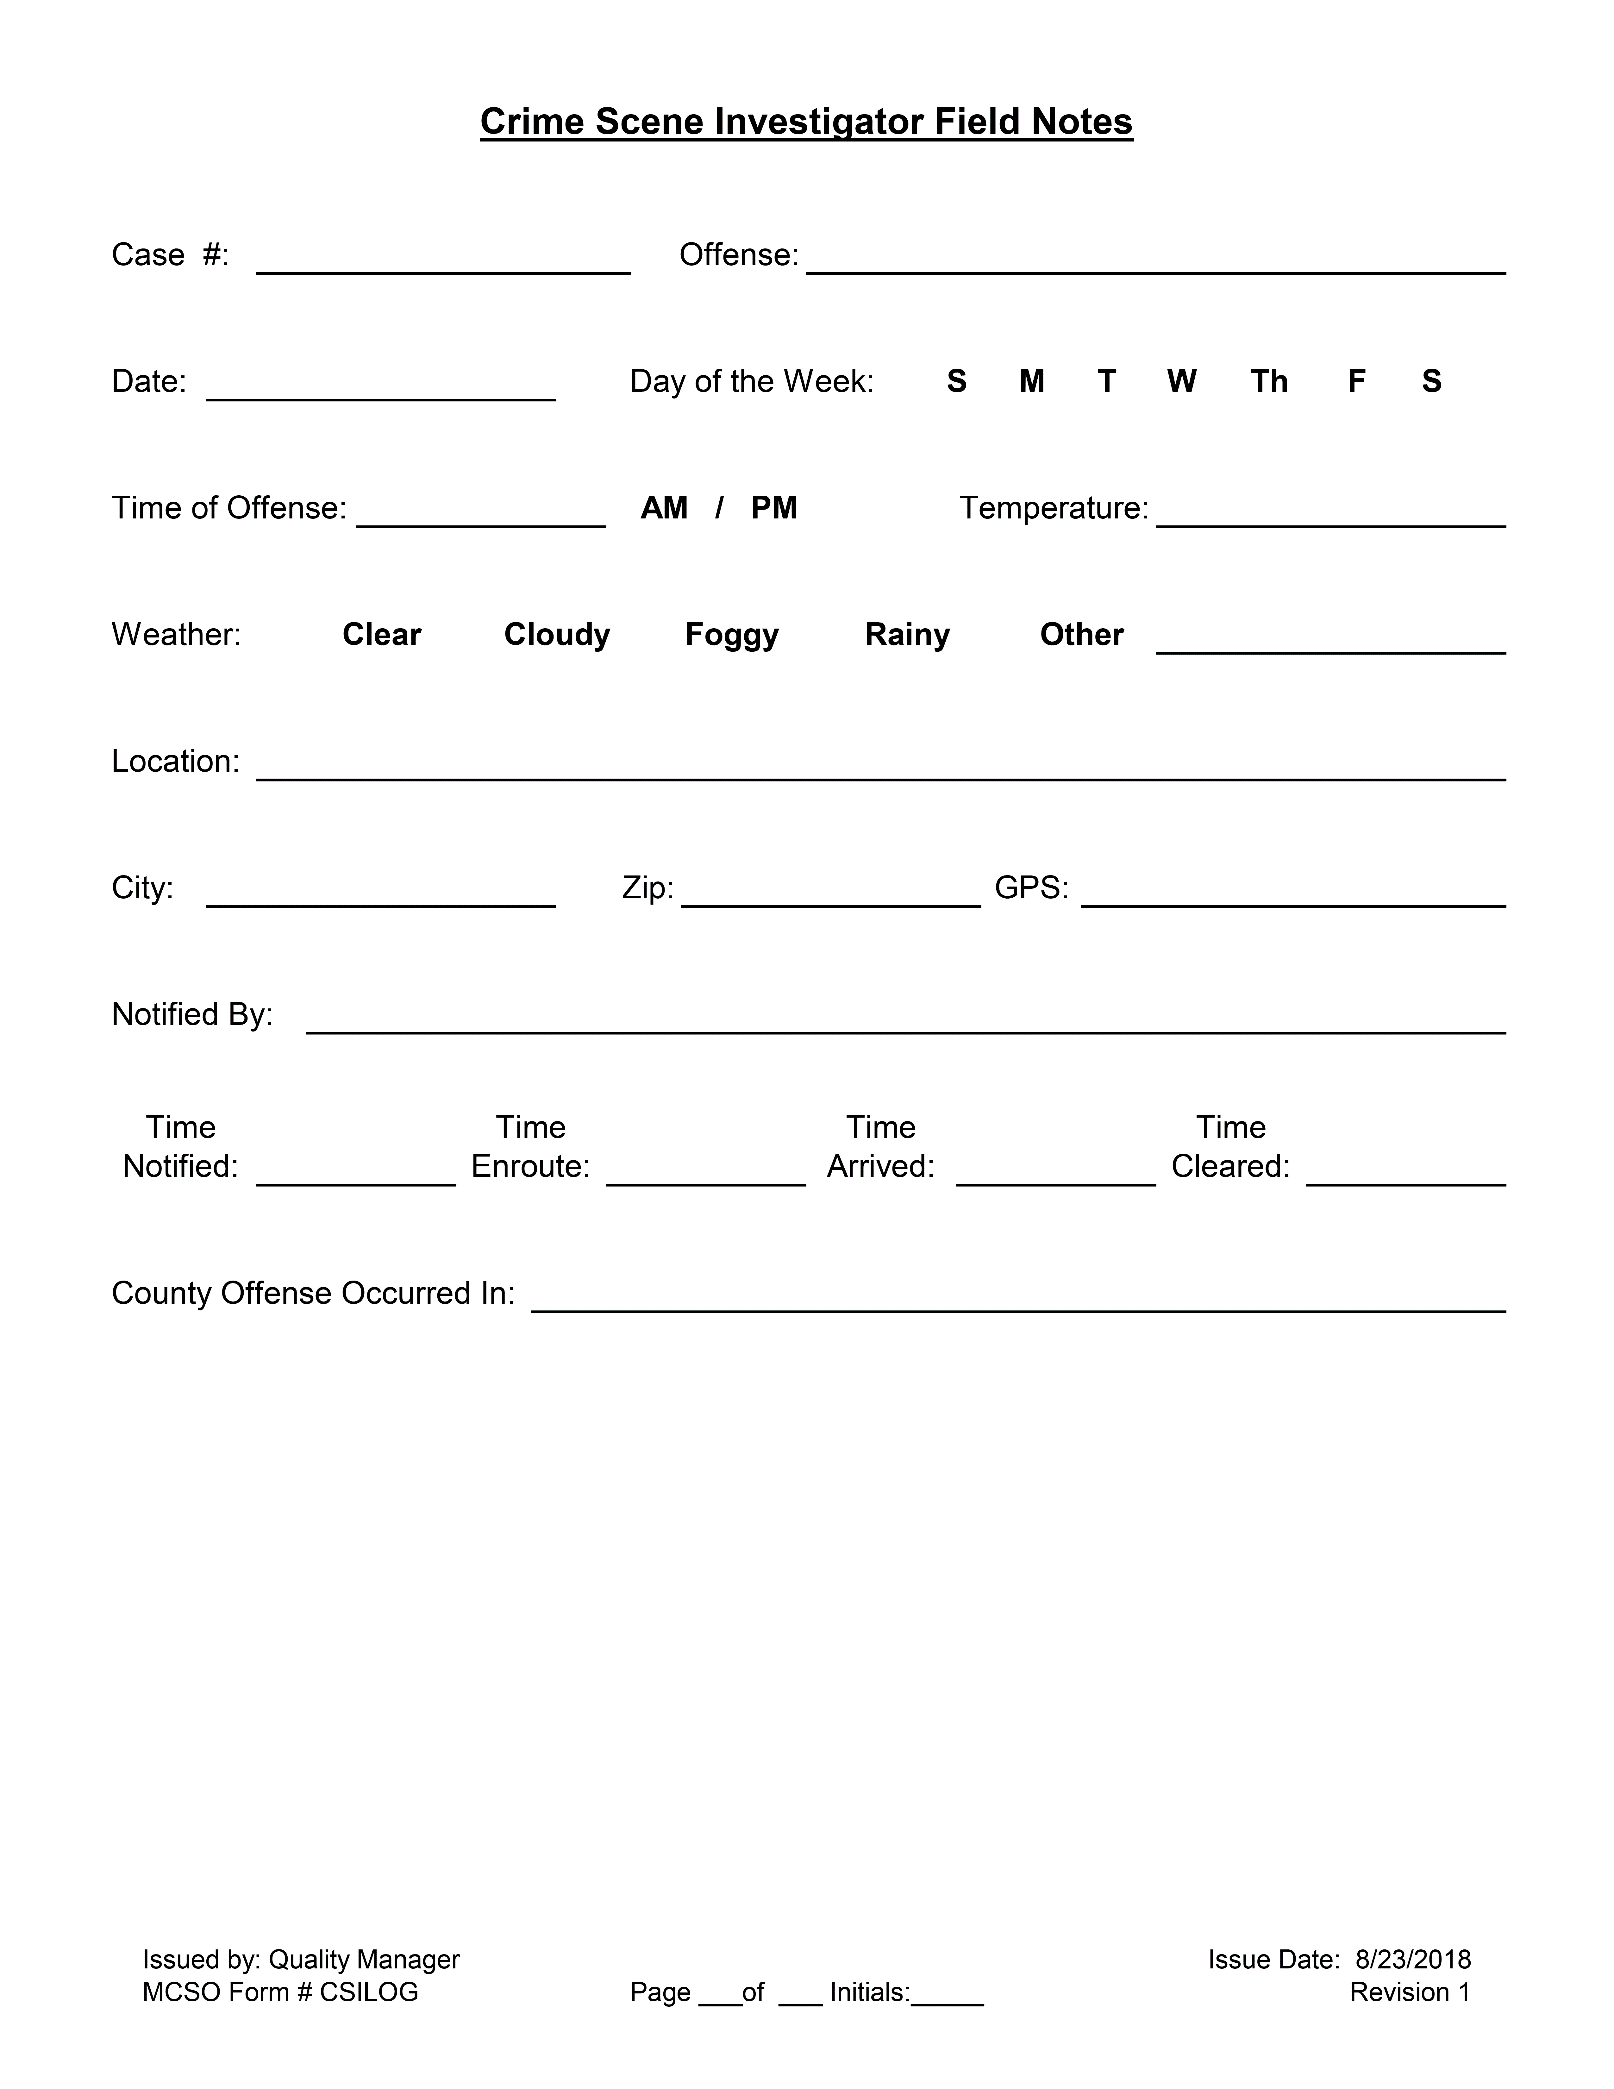 Crime Scene Investigator Field Notes
Case #: Offense:
Date: Day of the Week: S M T W Th F S
Time of Offense: AM / PM Temperature:
Weather: Clear Cloudy Foggy Rainy Other
Location:
City: Zip: GPS:
Notified By:
Time Time Time Time
Notified: Enroute: Arrived: Cleared:
County Offense Occurred In:
Issued by: Quality Manager Issue Date: 8/23/2018
MCSO Form # CSILOG Page ___of ___ Initials:_____ Revision 1